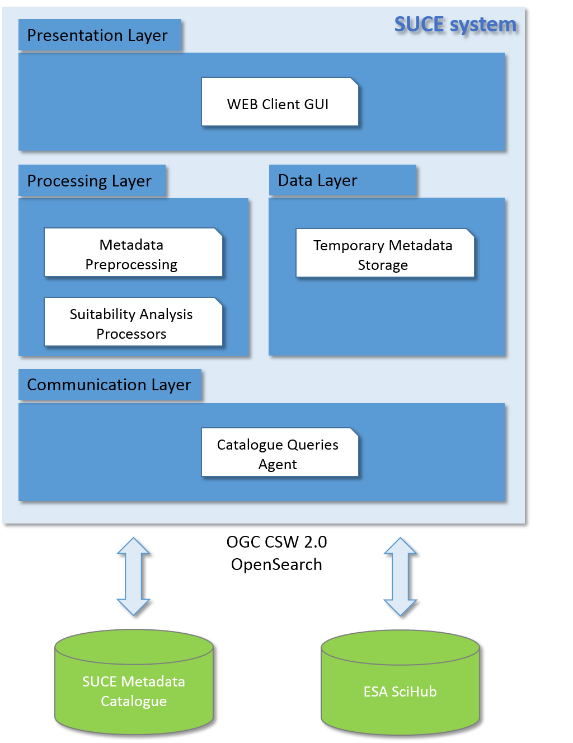 SUCE system
Presentation Layer
WEB Client GUI
Processing Layer
Metadata
Preprocessing
Suitability Analysis
Processors
Data Layer
Temporary Metadata
Storage
Communication Layer
Catalogue Queries
Agent
OGC CSW 2.0
OpenSearch
SUCE Metadata
Catalogue
ESA SciHub